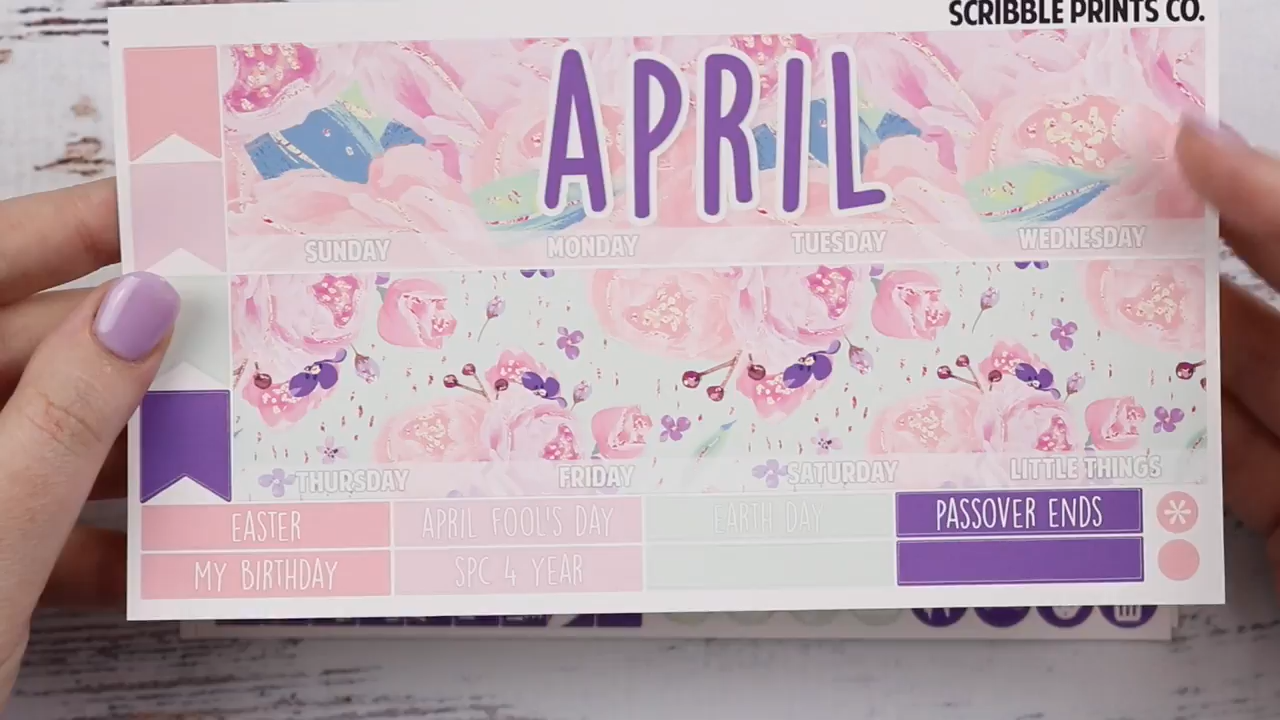 SCRIBBLE PRINTS CO.
APRIL
SUNDAY MONDAY TUESDAY WEDNESDAY
THURSDAY FRIDAY SATURDAY LITTLE THINGS
EASTER APRIL FOOL'S DAY EARTH DAY PASSOVER ENDS *
MY BIRTHDAY SPC 4 YEAR